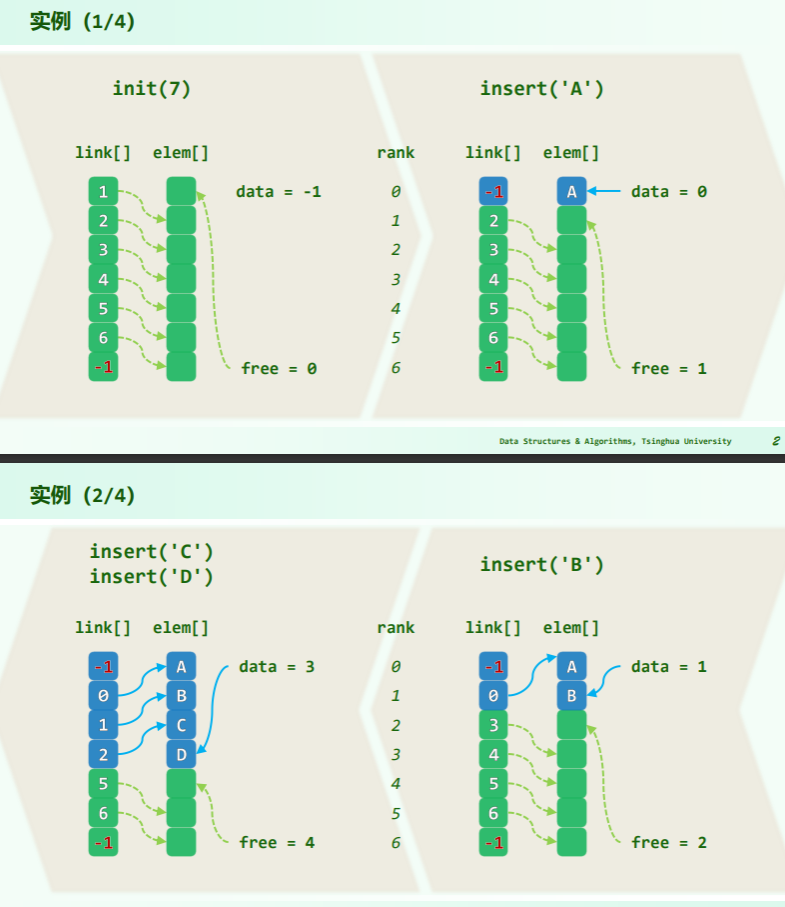 实例 (1/4)
init(7)
insert('A')
link[] elem[] rank link[] elem[]
1 data = -1 0 -1 A data = 0
2 1 2
3 2 3
4 3 4
5 4 5
6 5 6
-1 free = 0 6 -1 free = 1
Data Structures & Algorithms, Tsinghua University 2
实例 (2/4)
insert('C')
insert('D')
insert('B')
link[] elem[] rank link[] elem[]
-1 A data = 3 0 -1 A data = 1
0 B 1 0 B
1 C 2 3
2 D 3 4
5 4 5
6 5 6
-1 free = 4 6 -1 free = 2